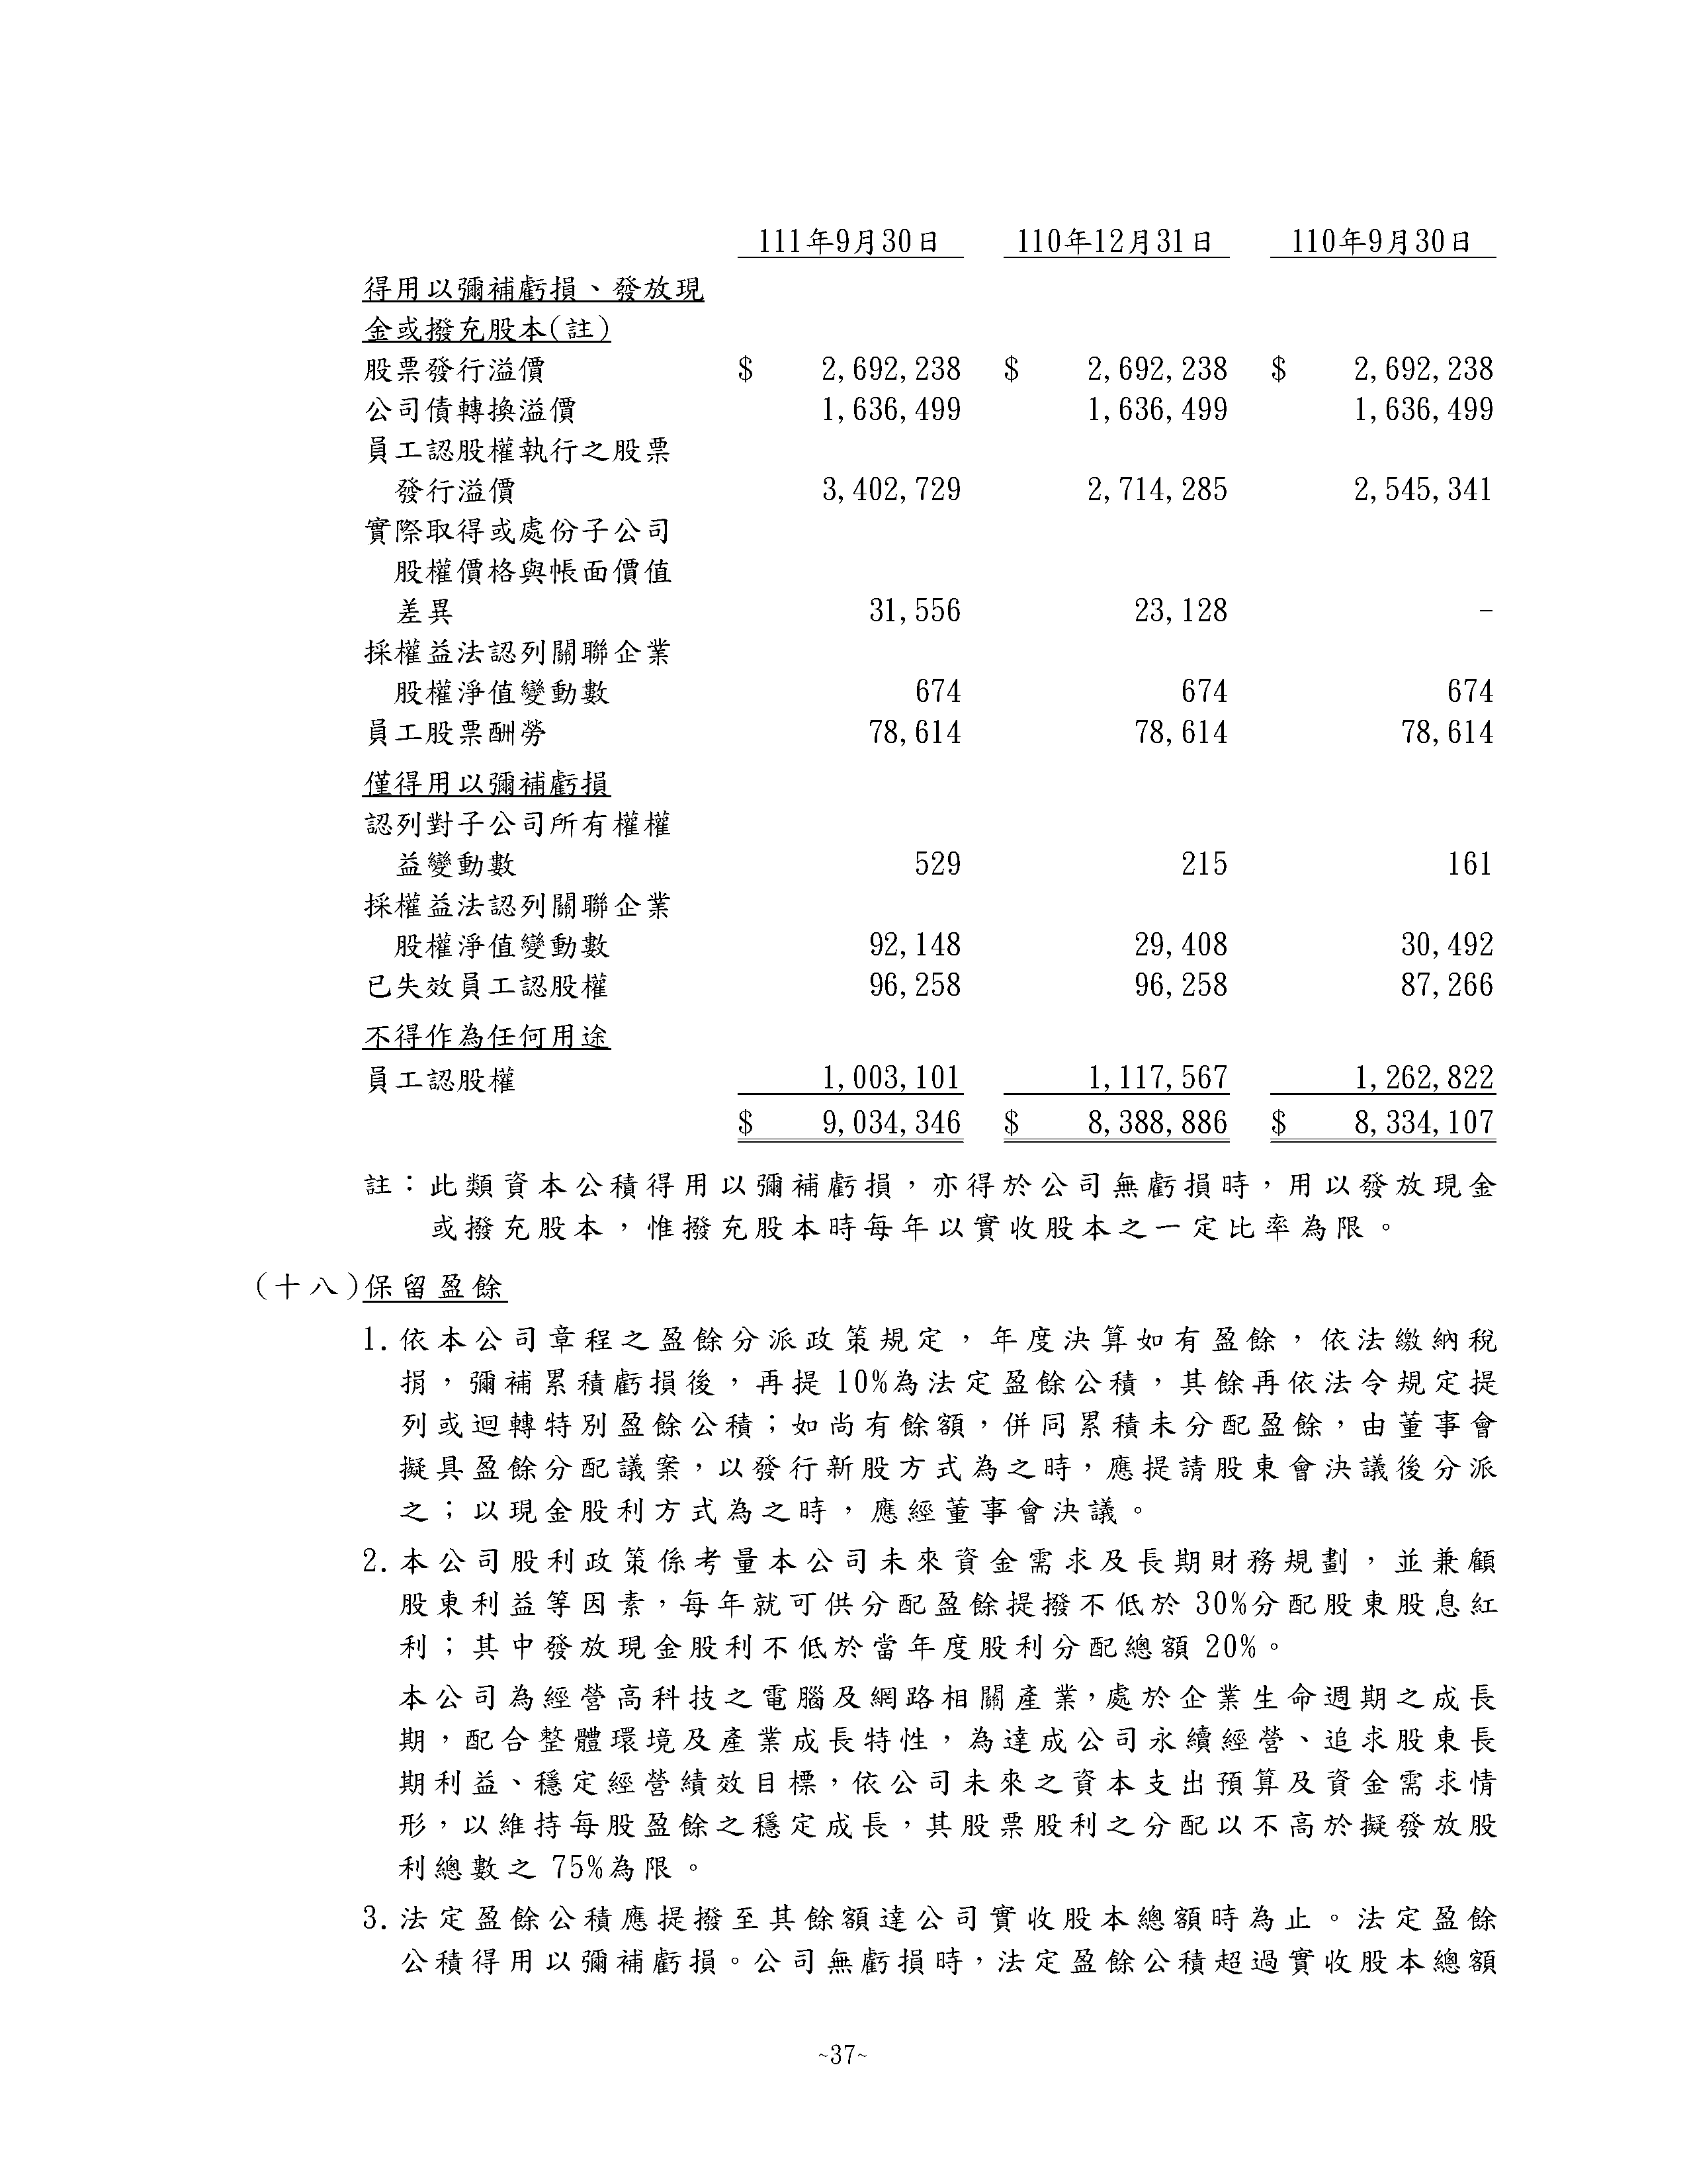 111年9月30日 110年12月31日 110年9月30日
得用以彌補虧損、發放現
金或撥充股本(註)
股票發行溢價 $ 2,692,238 $ 2,692,238 $ 2,692,238
公司債轉換溢價 1,636,499 1,636,499 1,636,499
員工認股權執行之股票
發行溢價 3,402,729 2,714,285 2,545,341
實際取得或處份子公司
股權價格與帳面價值
差異 31,556 23,128 -
採權益法認列關聯企業
股權淨值變動數 674 674 674
員工股票酬勞 78,614 78,614 78,614
僅得用以彌補虧損
認列對子公司所有權權
益變動數 529 215 161
採權益法認列關聯企業
股權淨值變動數 92,148 29,408 30,492
已失效員工認股權 96,258 96,258 87,266
不得作為任何用途
員工認股權 1,003,101 1,117,567 1,262,822
$ 9,034,346 $ 8,388,886 $ 8,334,107
註：此類資本公積得用以彌補虧損，亦得於公司無虧損時，用以發放現金
或撥充股本，惟撥充股本時每年以實收股本之一定比率為限。
(十八)保留盈餘
1.依本公司章程之盈餘分派政策規定，年度決算如有盈餘，依法繳納稅
捐，彌補累積虧損後，再提 10%為法定盈餘公積，其餘再依法令規定提
列或迴轉特別盈餘公積；如尚有餘額，併同累積未分配盈餘，由董事會
擬具盈餘分配議案，以發行新股方式為之時，應提請股東會決議後分派
之；以現金股利方式為之時，應經董事會決議。
2.本公司股利政策係考量本公司未來資金需求及長期財務規劃，並兼顧
股東利益等因素，每年就可供分配盈餘提撥不低於 30%分配股東股息紅
利；其中發放現金股利不低於當年度股利分配總額 20%。
本公司為經營高科技之電腦及網路相關產業，處於企業生命週期之成長
期，配合整體環境及產業成長特性，為達成公司永續經營、追求股東長
期利益、穩定經營績效目標，依公司未來之資本支出預算及資金需求情
形，以維持每股盈餘之穩定成長，其股票股利之分配以不高於擬發放股
利總數之 75%為限。
3.法定盈餘公積應提撥至其餘額達公司實收股本總額時為止。法定盈餘
公積得用以彌補虧損。公司無虧損時，法定盈餘公積超過實收股本總額
~37~